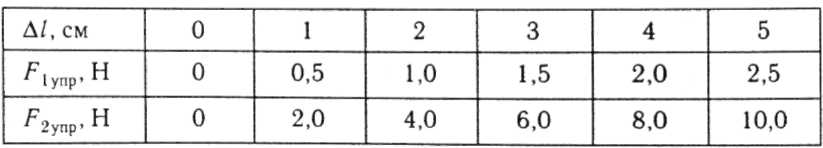 Δl, см 0 1 2 3 4 5
F1упр, Н 0 0,5 1,0 1,5 2,0 2,5
F2упр, Н 0 2,0 4,0 6,0 8,0 10,0